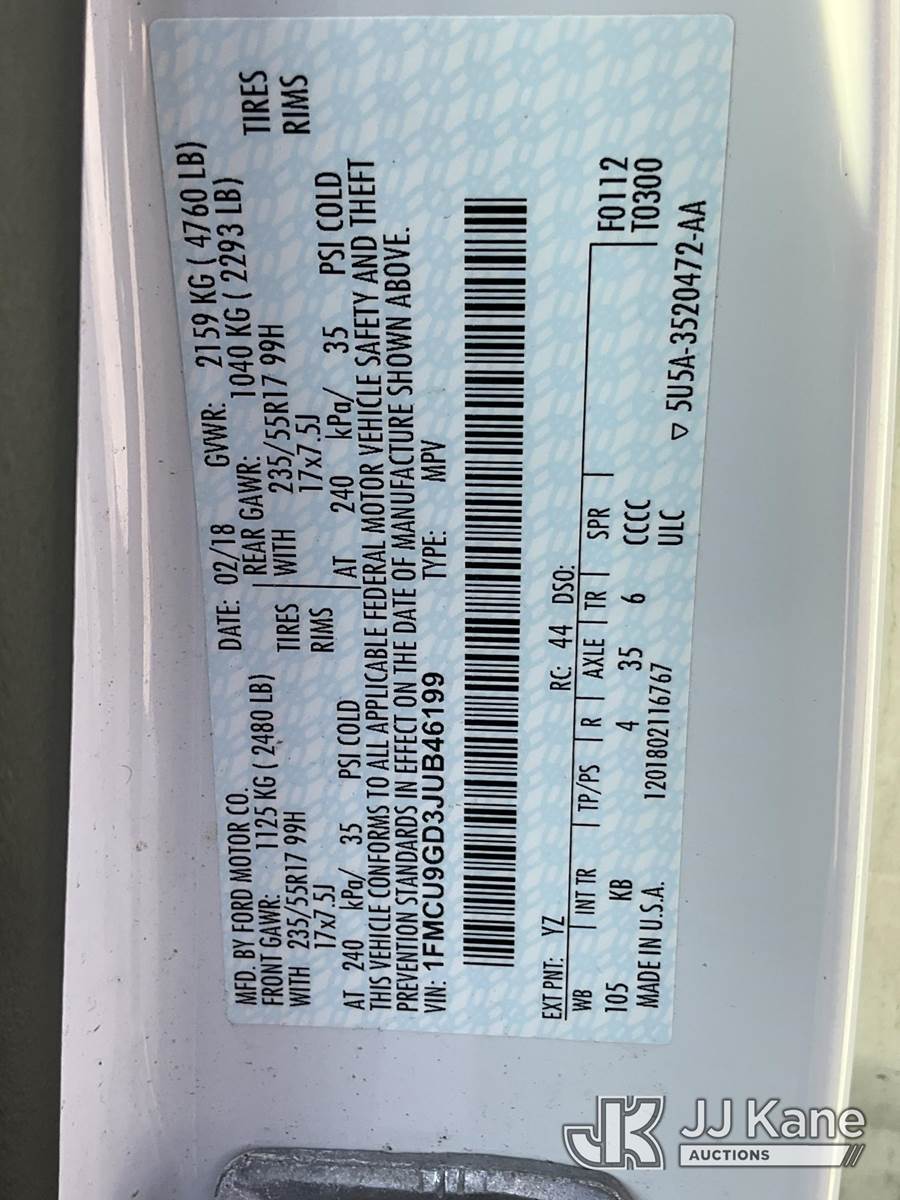 MFD. BY FORD MOTOR CO. DATE: 02/18 GVWR: 2159 KG ( 4760 LB)
FRONT GAWR: 1125 KG ( 2480 LB) REAR GAWR: 1040 KG ( 2293 LB)
WITH 235/55R17 99H TIRES WITH 235/55R17 99H TIRES
17x7.5J RIMS 17x7.5J RIMS
AT 240 kPa/ 35 PSI COLD AT 240 kPa/ 35 PSI COLD
THIS VEHICLE CONFORMS TO ALL APPLICABLE FEDERAL MOTOR VEHICLE SAFETY AND THEFT
PREVENTION STANDARDS IN EFFECT ON THE DATE OF MANUFACTURE SHOWN ABOVE.
VIN: 1FMCU9GD3JUB46199 TYPE: MPV
EXT PNT: YZ RC: 44 DSO:
WB INT TR TP/PS R AXLE TR SPR F0112
105 KB 4 35 6 CCCC T0300
MADE IN U.S.A. 1201802116767 ULC
▽ 5U5A-3520472-AA
JK JJ Kane
AUCTIONS